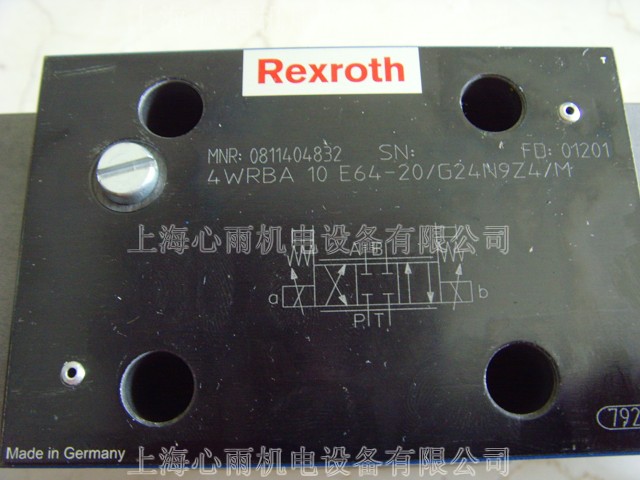 Rexroth
T
MNR: 0811404832 SN: FD: 01201
4WRBA 10 E64-20/G24N9Z4/M
上海心雨机电设备有限公司
A B
a b
P T
792
Made in Germany
上海心雨机电设备有限公司